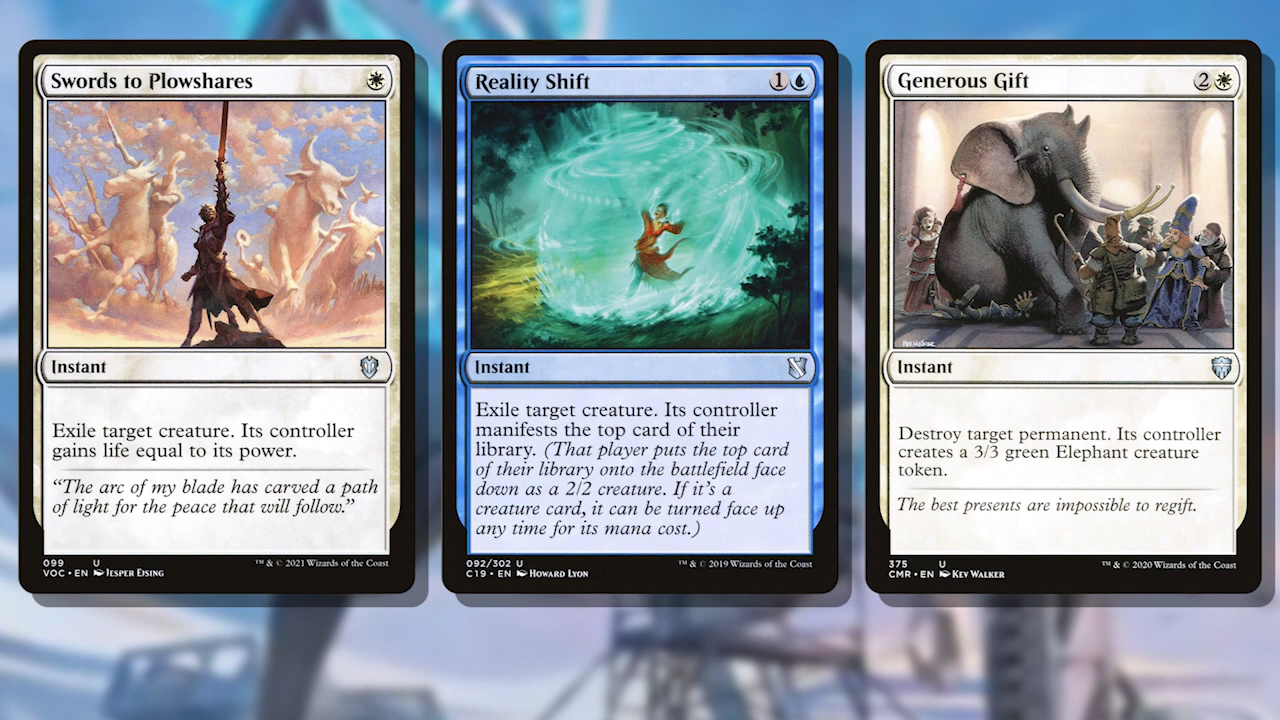 Swords to Plowshares
Instant
Exile target creature. Its controller
gains life equal to its power.
“The arc of my blade has carved a path
of light for the peace that will follow.”
099 U
VOC • EN Jesper Ejsing
™ & © 2021 Wizards of the Coast
Reality Shift 1
Instant
Exile target creature. Its controller
manifests the top card of their
library. (That player puts the top card
of their library onto the battlefield face
down as a 2/2 creature. If it’s a
creature card, it can be turned face up
any time for its mana cost.)
092/302 U
C19 • EN Howard Lyon
™ & © 2019 Wizards of the Coast
Generous Gift 2
Instant
Destroy target permanent. Its controller
creates a 3/3 green Elephant creature
token.
The best presents are impossible to regift.
375 U
CMR • EN Kev Walker
™ & © 2020 Wizards of the Coast